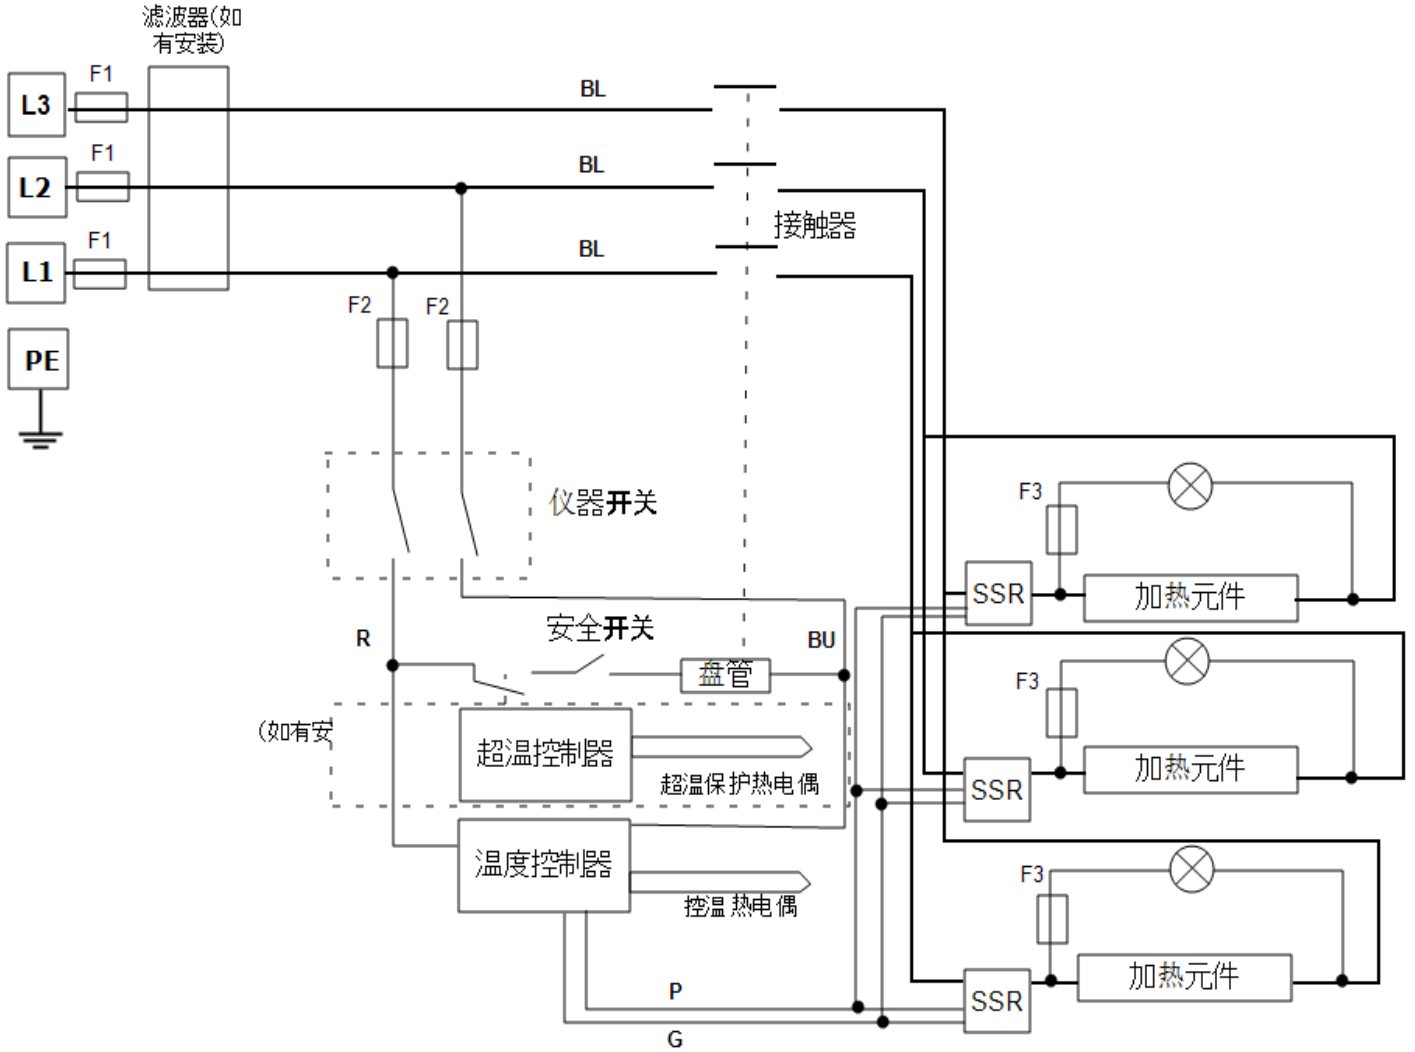 滤波器(如
有安装)
F1
L3
BL
F1
L2
BL
接触器
F1
L1
BL
F2
F2
PE
仪器开关
F3
SSR
加热元件
安全开关
R
BU
盘管
(如有安
超温控制器
超温保护热电偶
F3
SSR
加热元件
温度控制器
控温热电偶
F3
SSR
加热元件
P
G